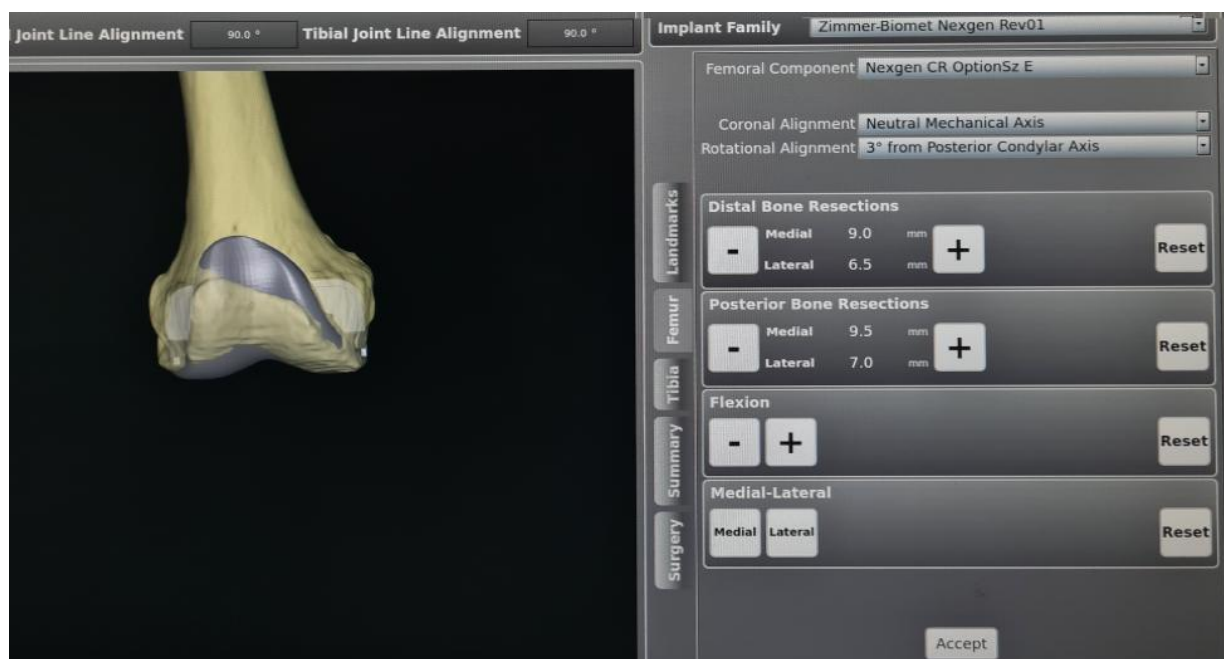 Joint Line Alignment 90.0 ° Tibial Joint Line Alignment 90.0 °
Implant Family Zimmer-Biomet Nexgen Rev01
Femoral Component Nexgen CR OptionSz E
Coronal Alignment Neutral Mechanical Axis
Rotational Alignment 3° from Posterior Condylar Axis
Landmarks
Femur
Tibia
Summary
Surgery
Distal Bone Resections
- Medial 9.0 mm + Reset
Lateral 6.5 mm
Posterior Bone Resections
- Medial 9.5 mm + Reset
Lateral 7.0 mm
Flexion
- + Reset
Medial-Lateral
Medial Lateral Reset
Accept